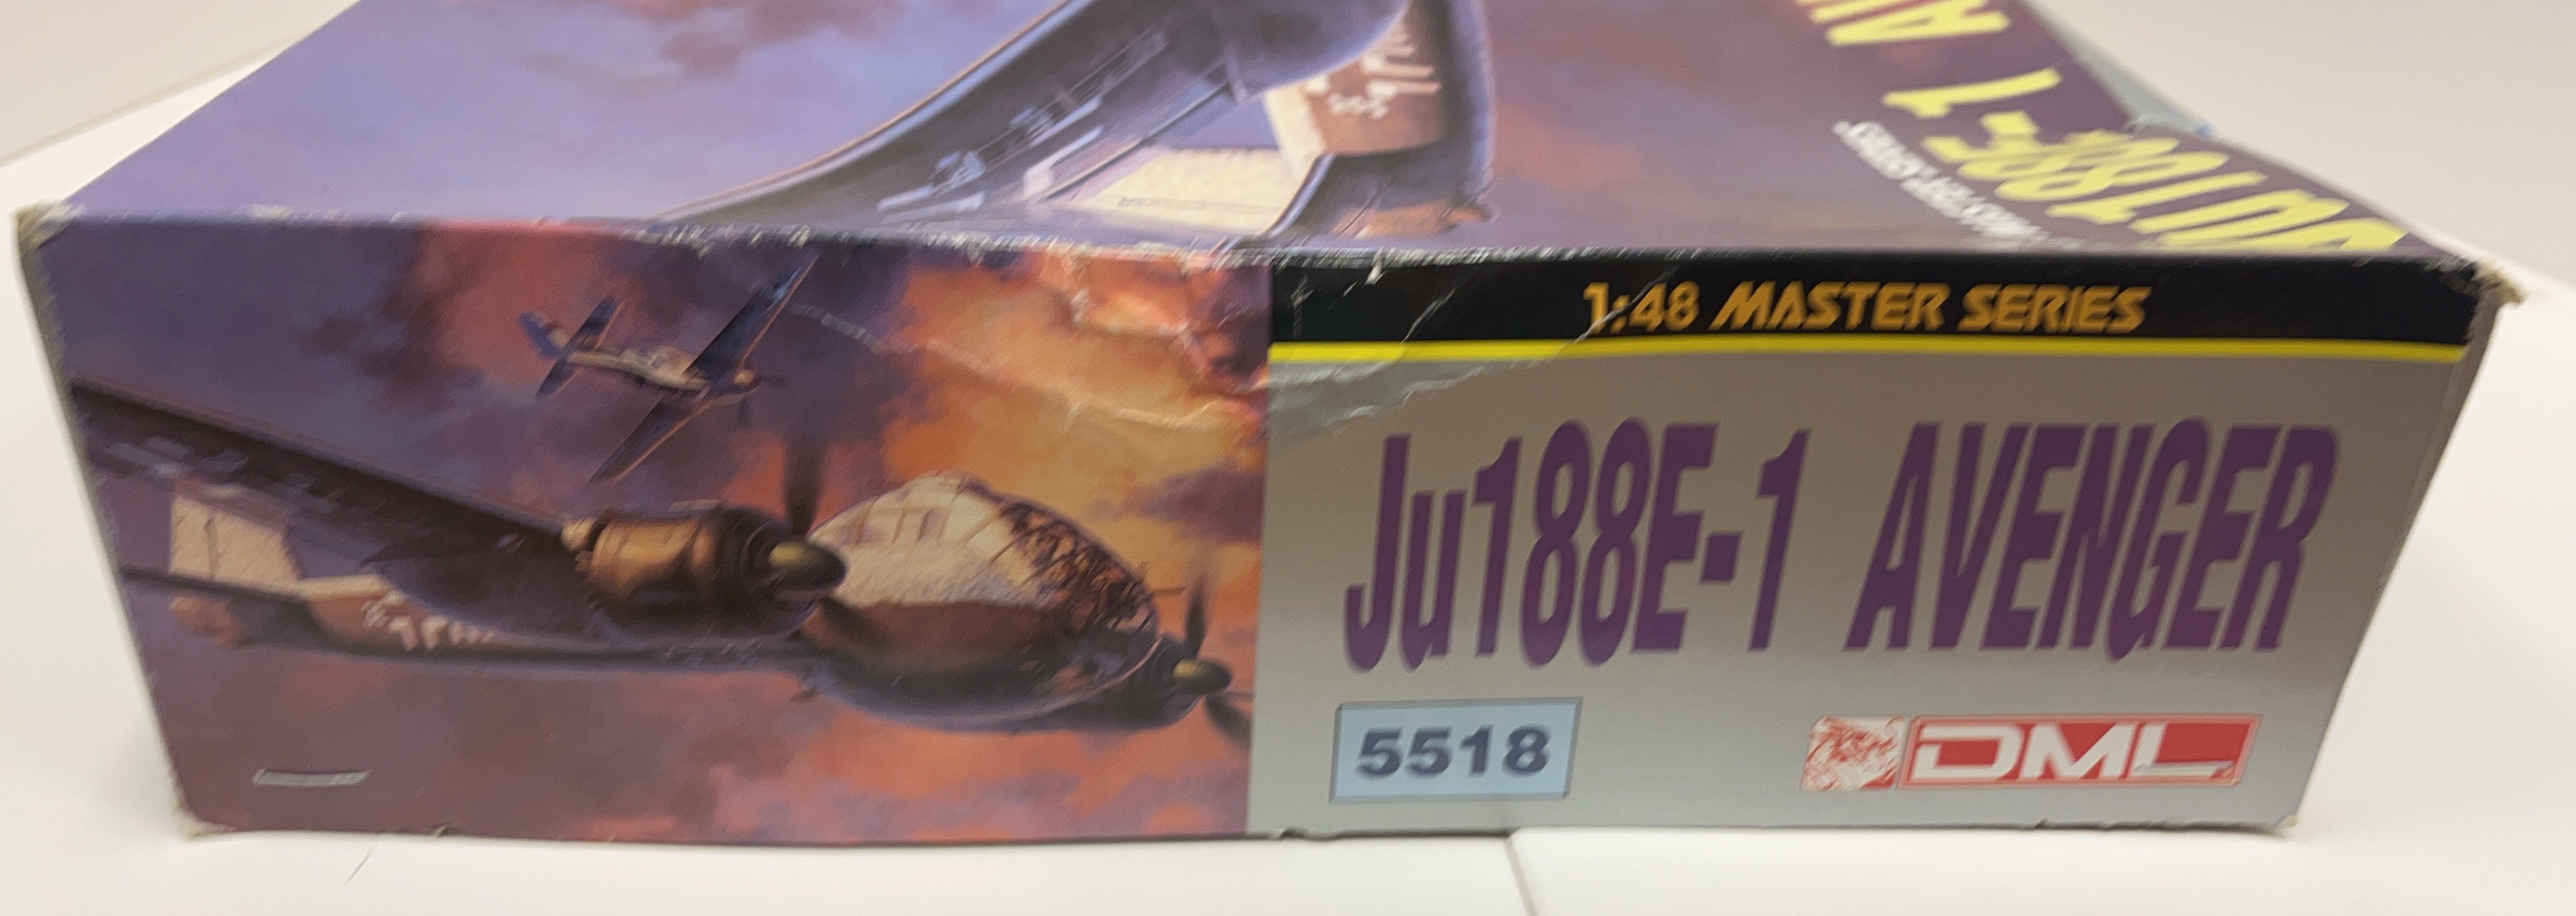 1:48 MASTER SERIES
Ju188E-1 AVENGER
5518
DML